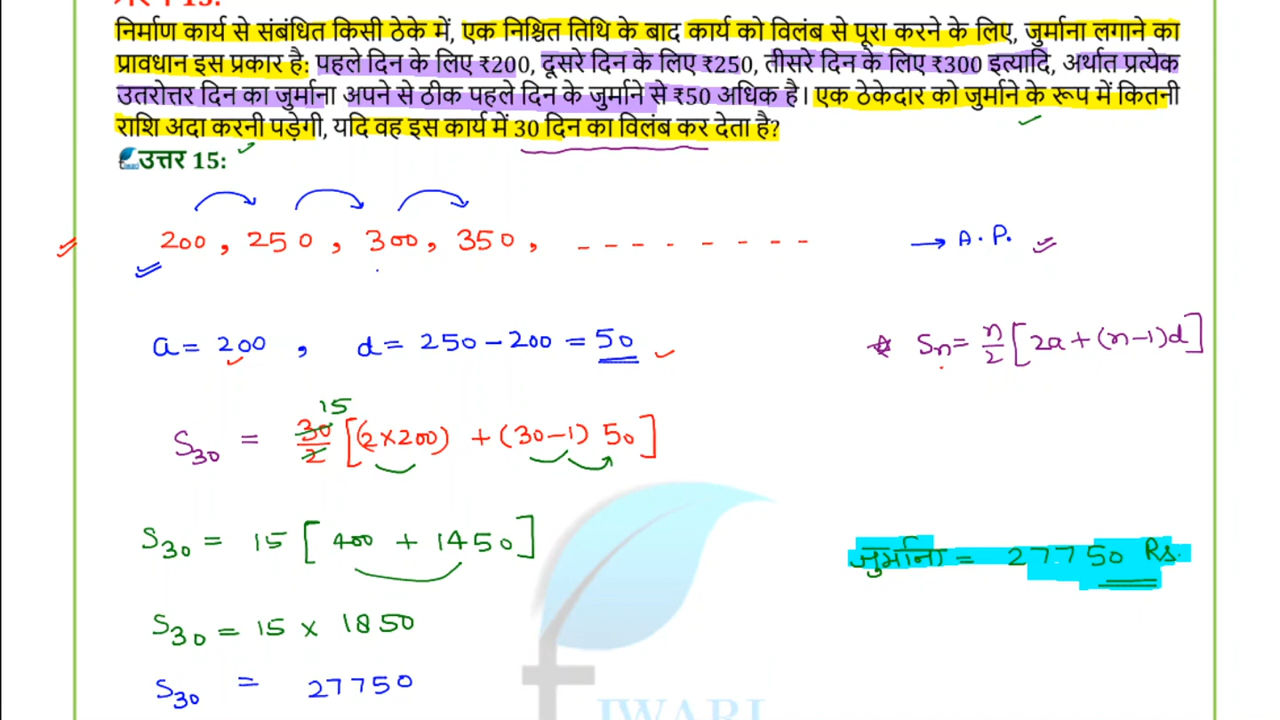 निर्माण कार्य से संबंधित किसी ठेके में, एक निश्चित तिथि के बाद कार्य को विलंब से पूरा करने के लिए, जुर्माना लगाने का
प्रावधान इस प्रकार है: पहले दिन के लिए ₹200, दूसरे दिन के लिए ₹250, तीसरे दिन के लिए ₹300 इत्यादि, अर्थात प्रत्येक
उतरोत्तर दिन का जुर्माना अपने से ठीक पहले दिन के जुर्माने से ₹50 अधिक है। एक ठेकेदार को जुर्माने के रूप में कितनी
राशि अदा करनी पड़ेगी, यदि वह इस कार्य में 30 दिन का विलंब कर देता है?
उत्तर 15:
200, 250, 300, 350, - - - - - - - - → A.P.
a = 200, d = 250 - 200 = 50
Sn = n/2 [2a + (n-1)d]
S30 = 30/2 15 [(2×200) + (30-1) 50]
S30 = 15 [400 + 1450]
जुर्माना = 27750 Rs.
S30 = 15 × 1850
S30 = 27750
IWARI